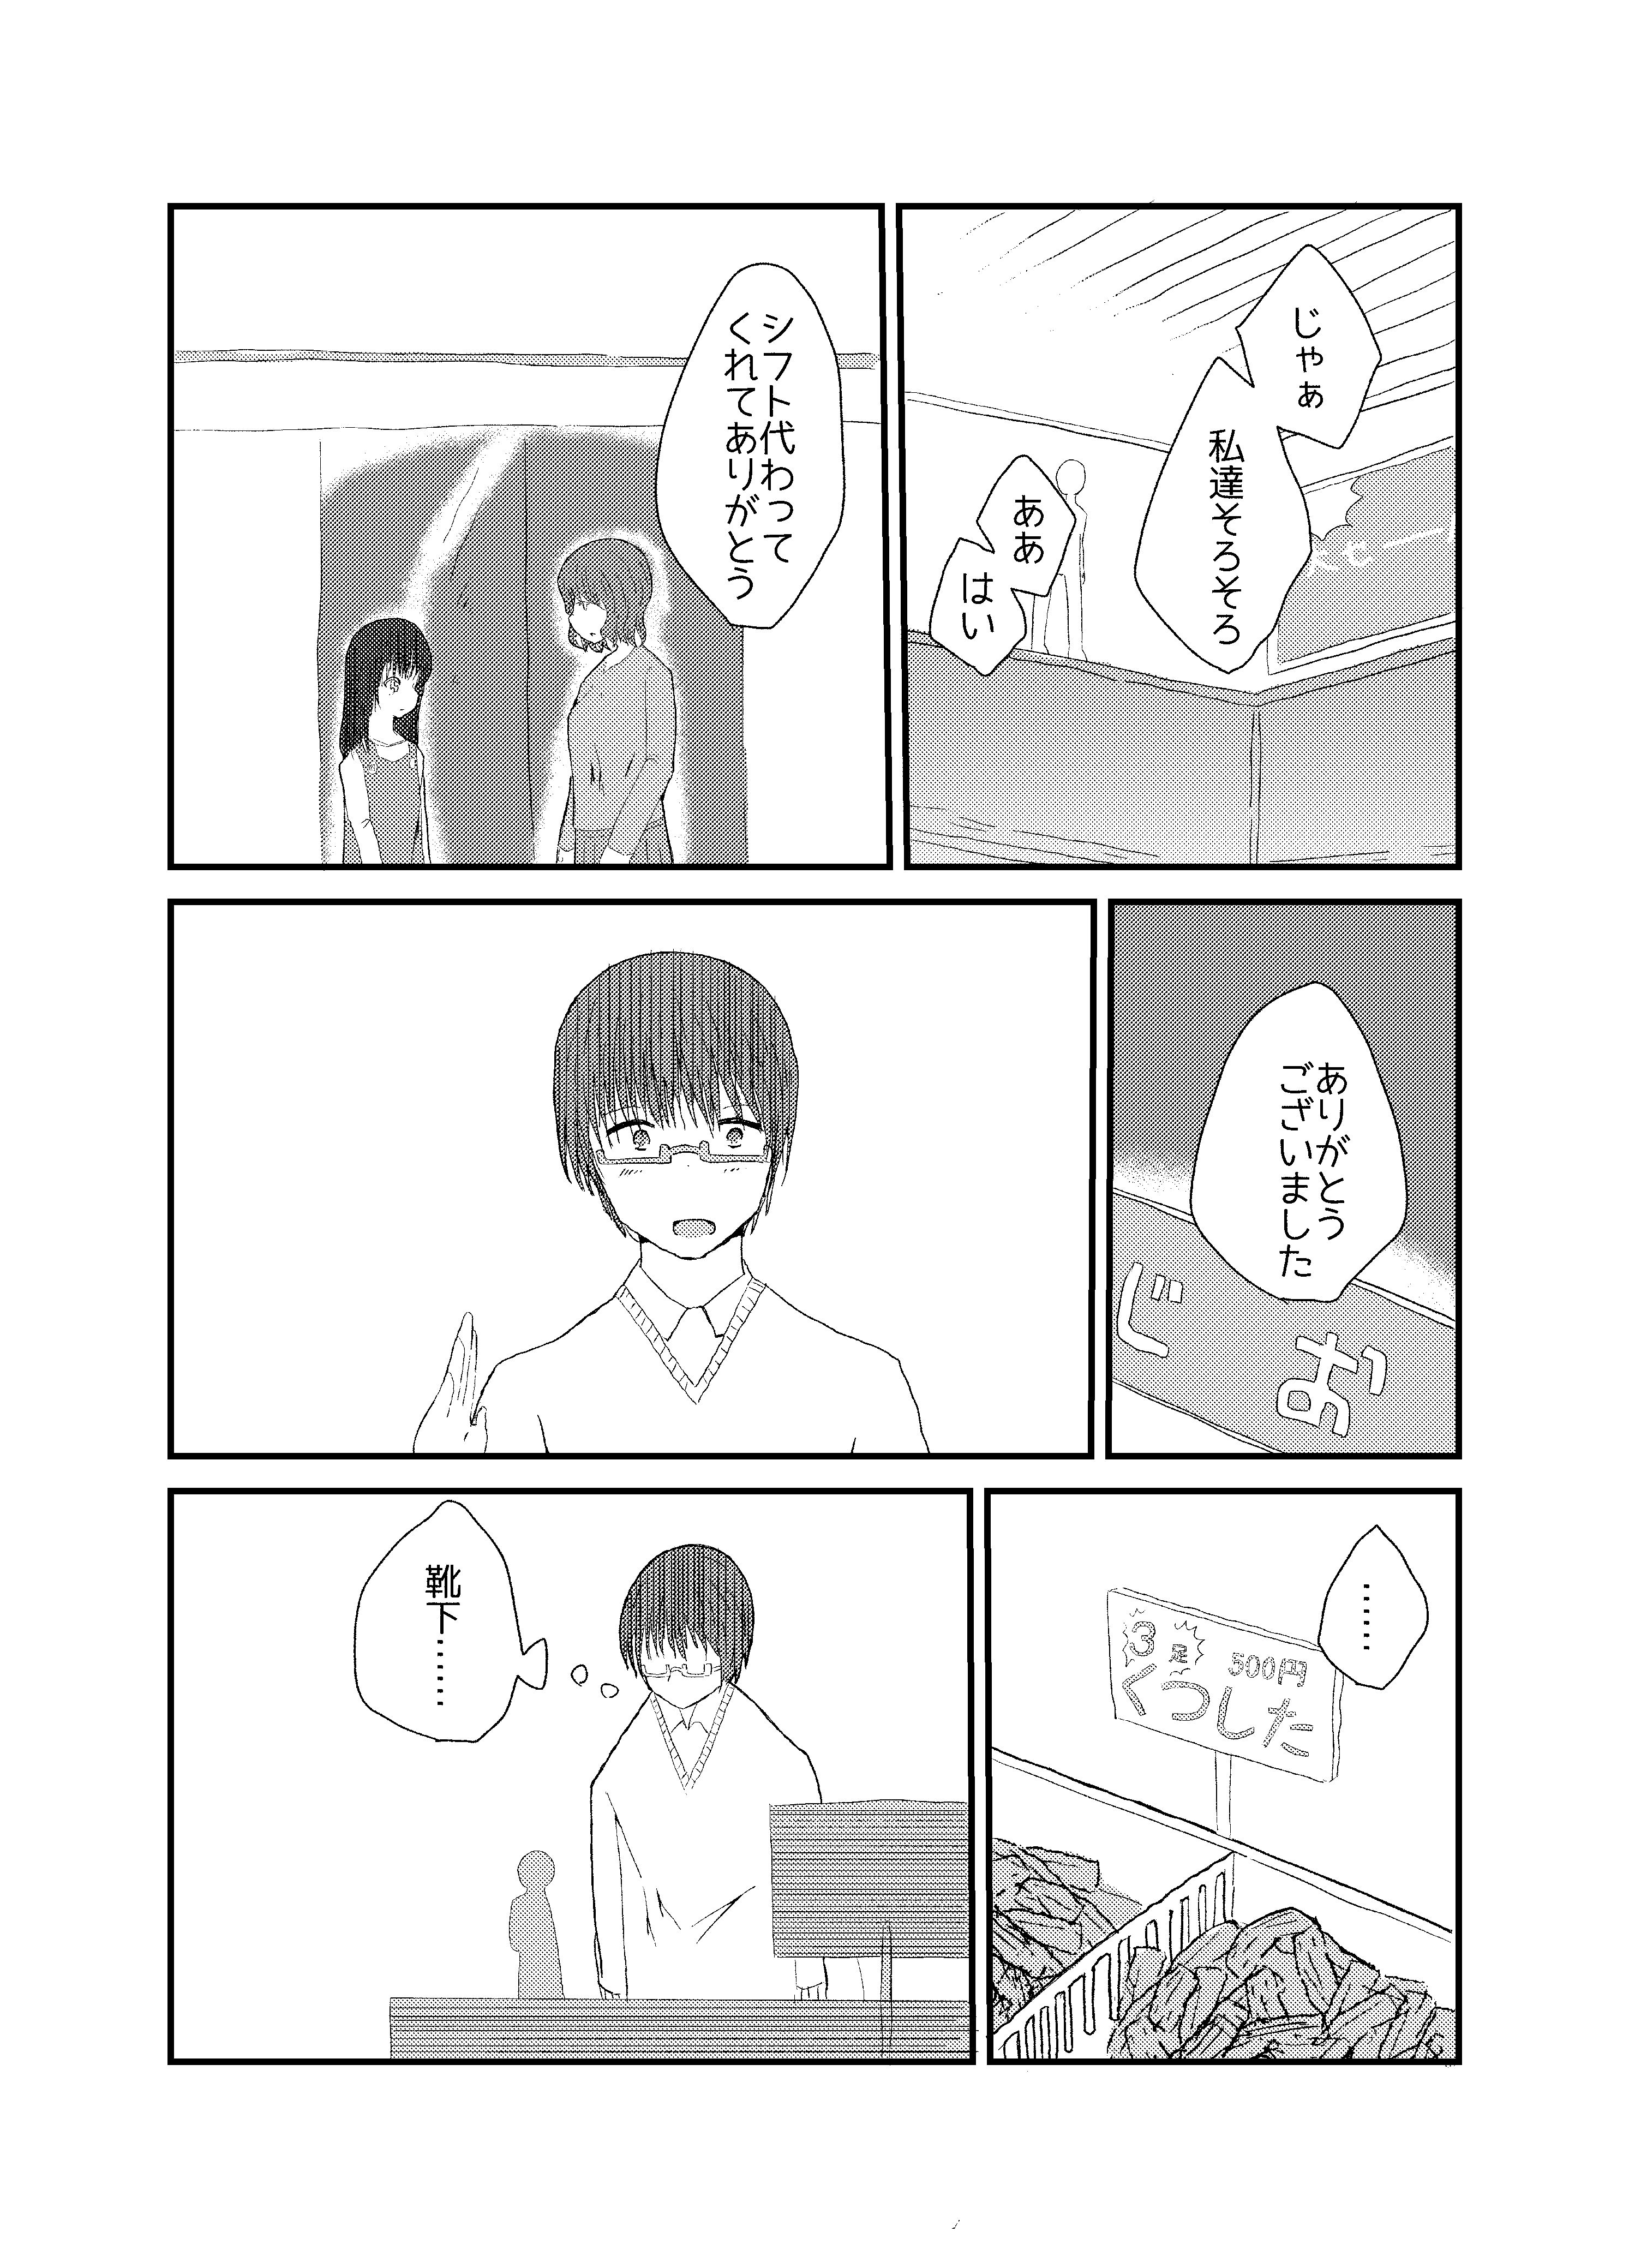 じゃぁ
私達そろそろ
ああ
はい
シフト代わって
くれてありがとう
ありがとう
ございました
おじ
………
3足 500円
くつした
靴下………